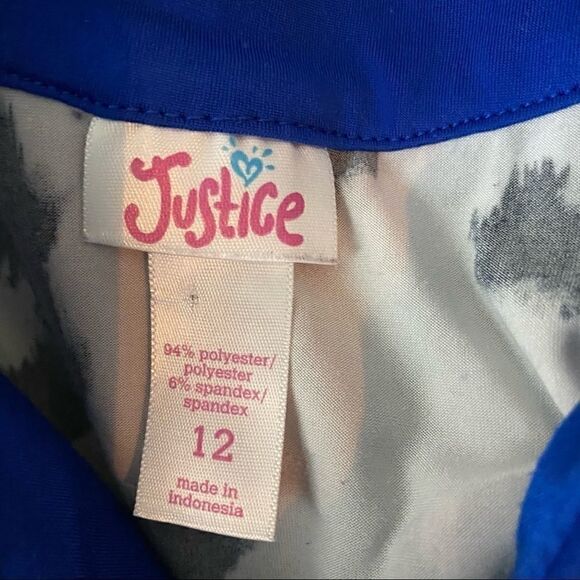 Justice
94% polyester/
polyester
6% spandex/
spandex
12
made in
indonesia